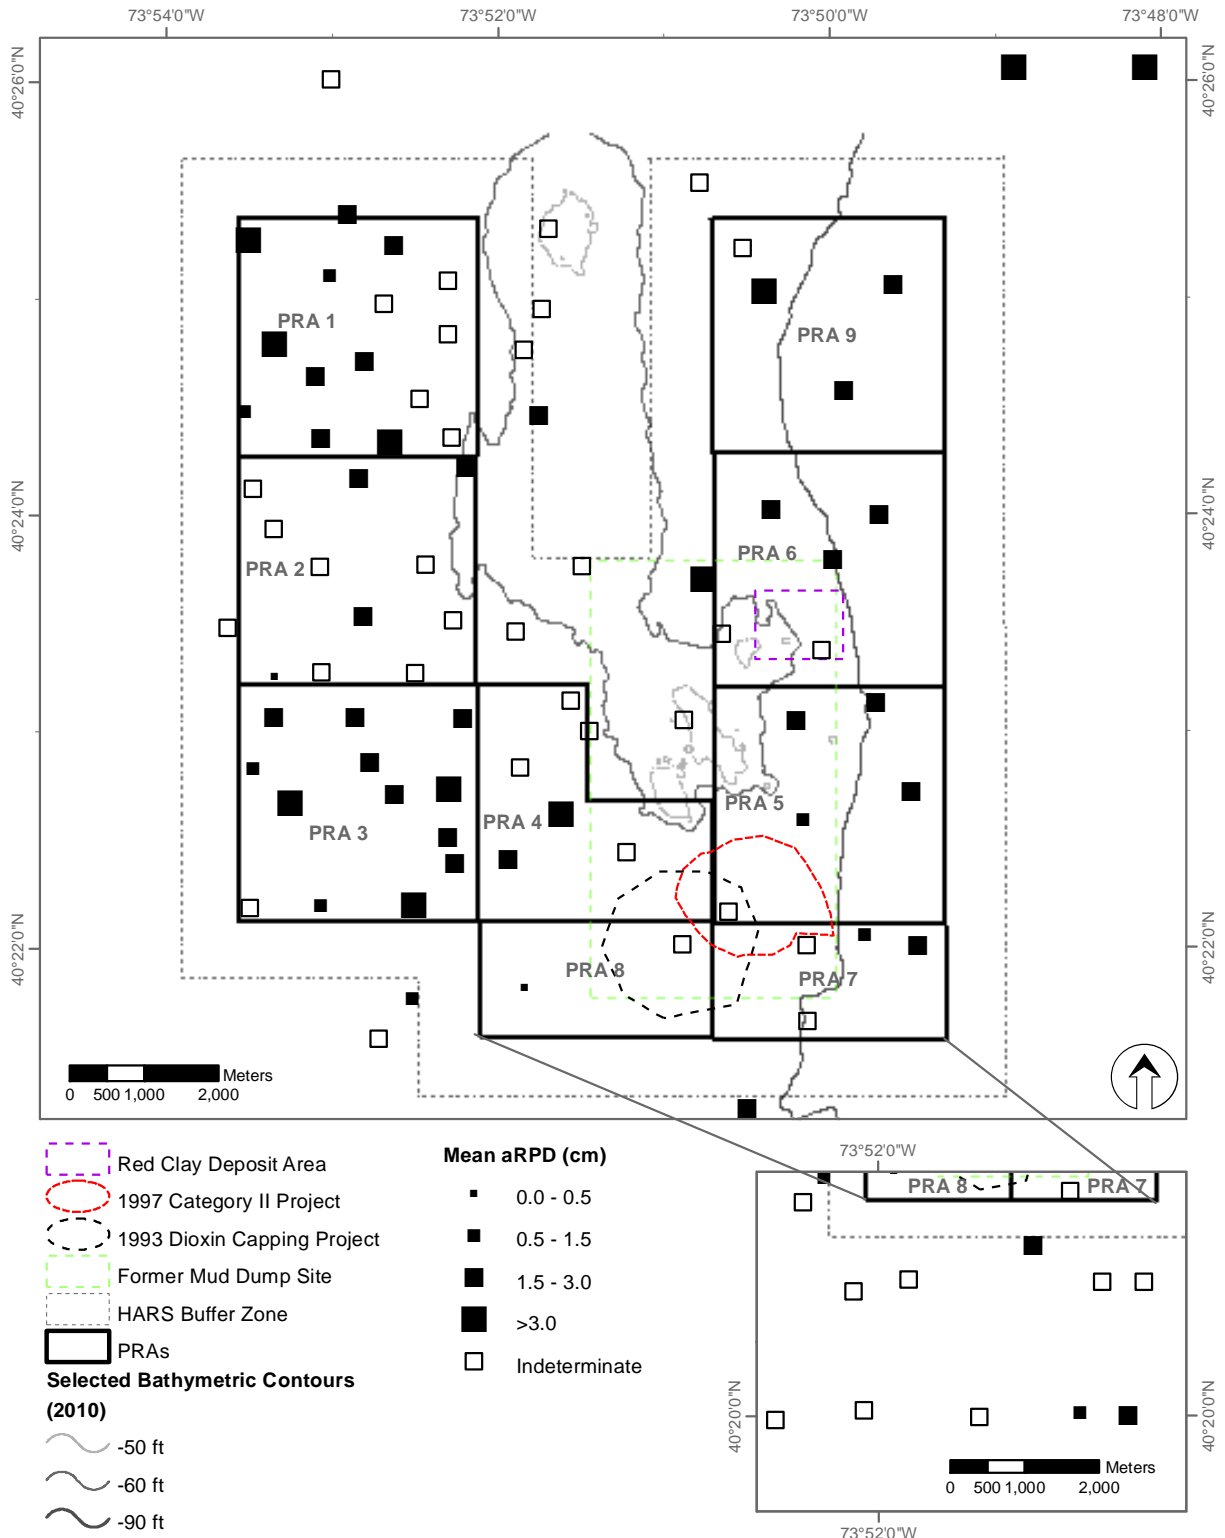 73°54'0"W
73°52'0"W
73°50'0"W
73°48'0"W
40°26'0"N
40°26'0"N
PRA 1
PRA 9
40°24'0"N
40°24'0"N
PRA 2
PRA 6
PRA 3
PRA 4
PRA 5
40°22'0"N
40°22'0"N
PRA 8
PRA 7
Meters
0 500 1,000 2,000
Red Clay Deposit Area
1997 Category II Project
1993 Dioxin Capping Project
Former Mud Dump Site
HARS Buffer Zone
PRAs
Selected Bathymetric Contours
(2010)
-50 ft
-60 ft
-90 ft
Mean aRPD (cm)
0.0 - 0.5
0.5 - 1.5
1.5 - 3.0
>3.0
Indeterminate
73°52'0"W
PRA 8
PRA 7
40°20'0"N
40°20'0"N
Meters
0 500 1,000 2,000
73°52'0"W